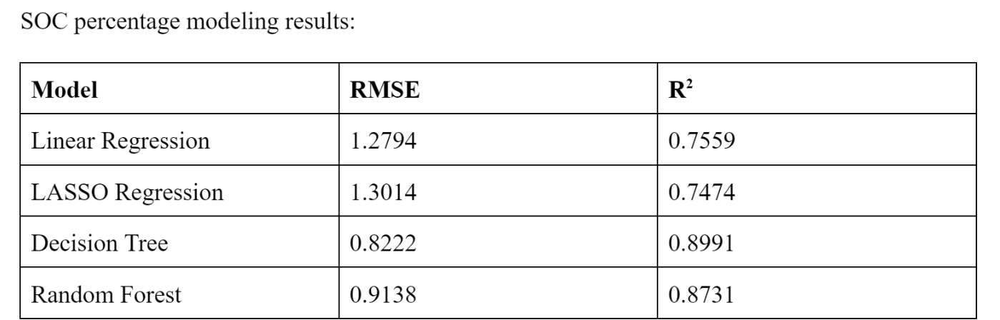 SOC percentage modeling results:
Model RMSE R²
Linear Regression 1.2794 0.7559
LASSO Regression 1.3014 0.7474
Decision Tree 0.8222 0.8991
Random Forest 0.9138 0.8731